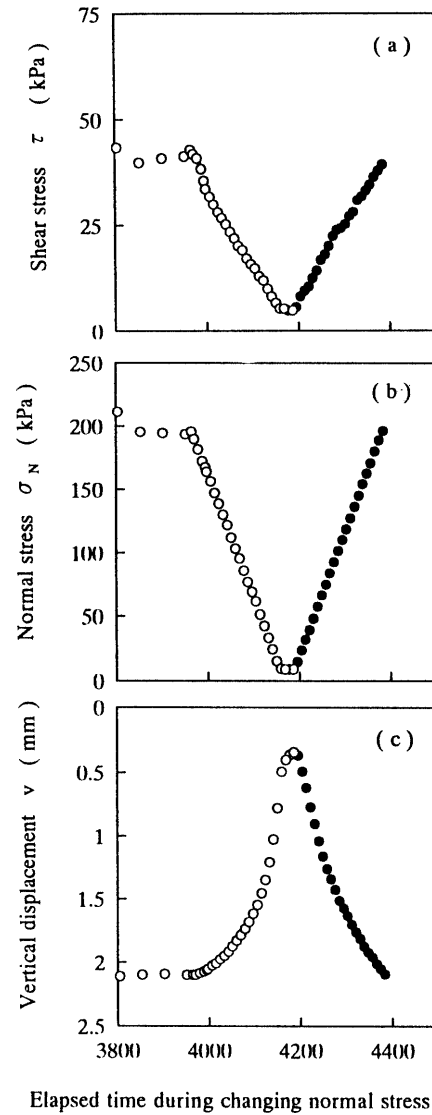 75
50
25
0
Shear stress τ ( kPa )
( a )
250
200
150
100
50
0
Normal stress σN ( kPa )
( b )
0
0.5
1
1.5
2
2.5
Vertical displacement v ( mm )
( c )
3800 4000 4200 4400
Elapsed time during changing normal stress